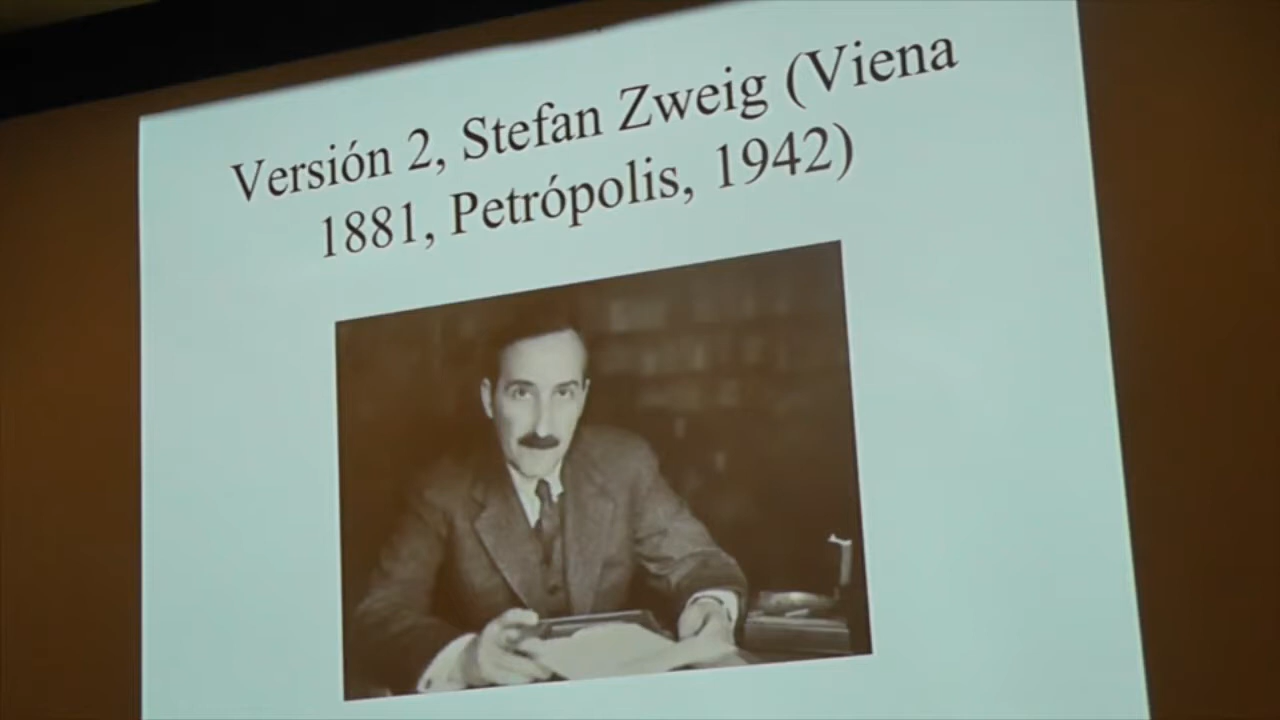 Versión 2, Stefan Zweig (Viena
1881, Petrópolis, 1942)